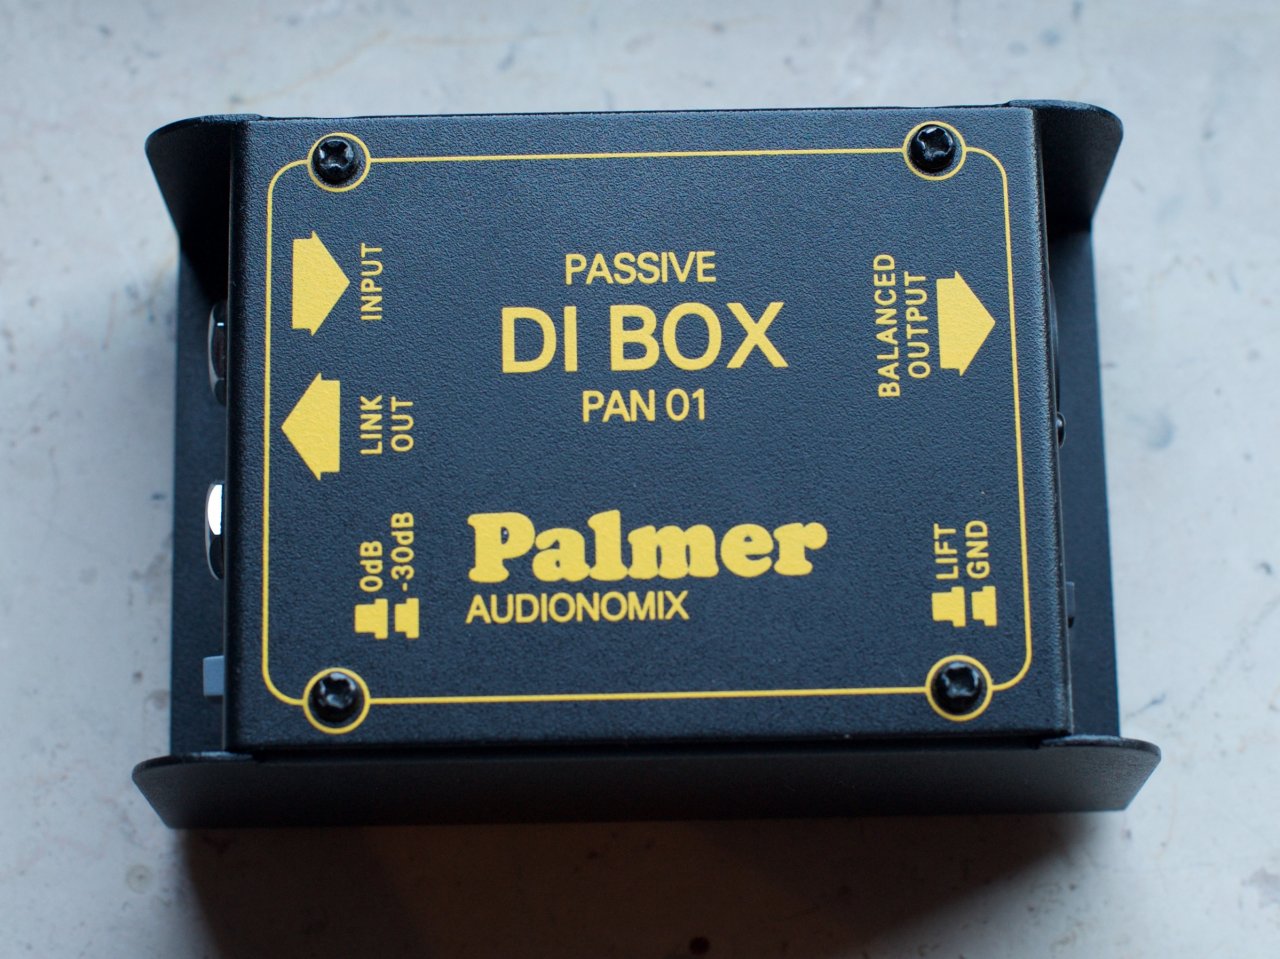 PASSIVE
DI BOX
PAN 01
Palmer
AUDIONOMIX
INPUT
LINK
OUT
0dB
-30dB
BALANCED
OUTPUT
LIFT
GND